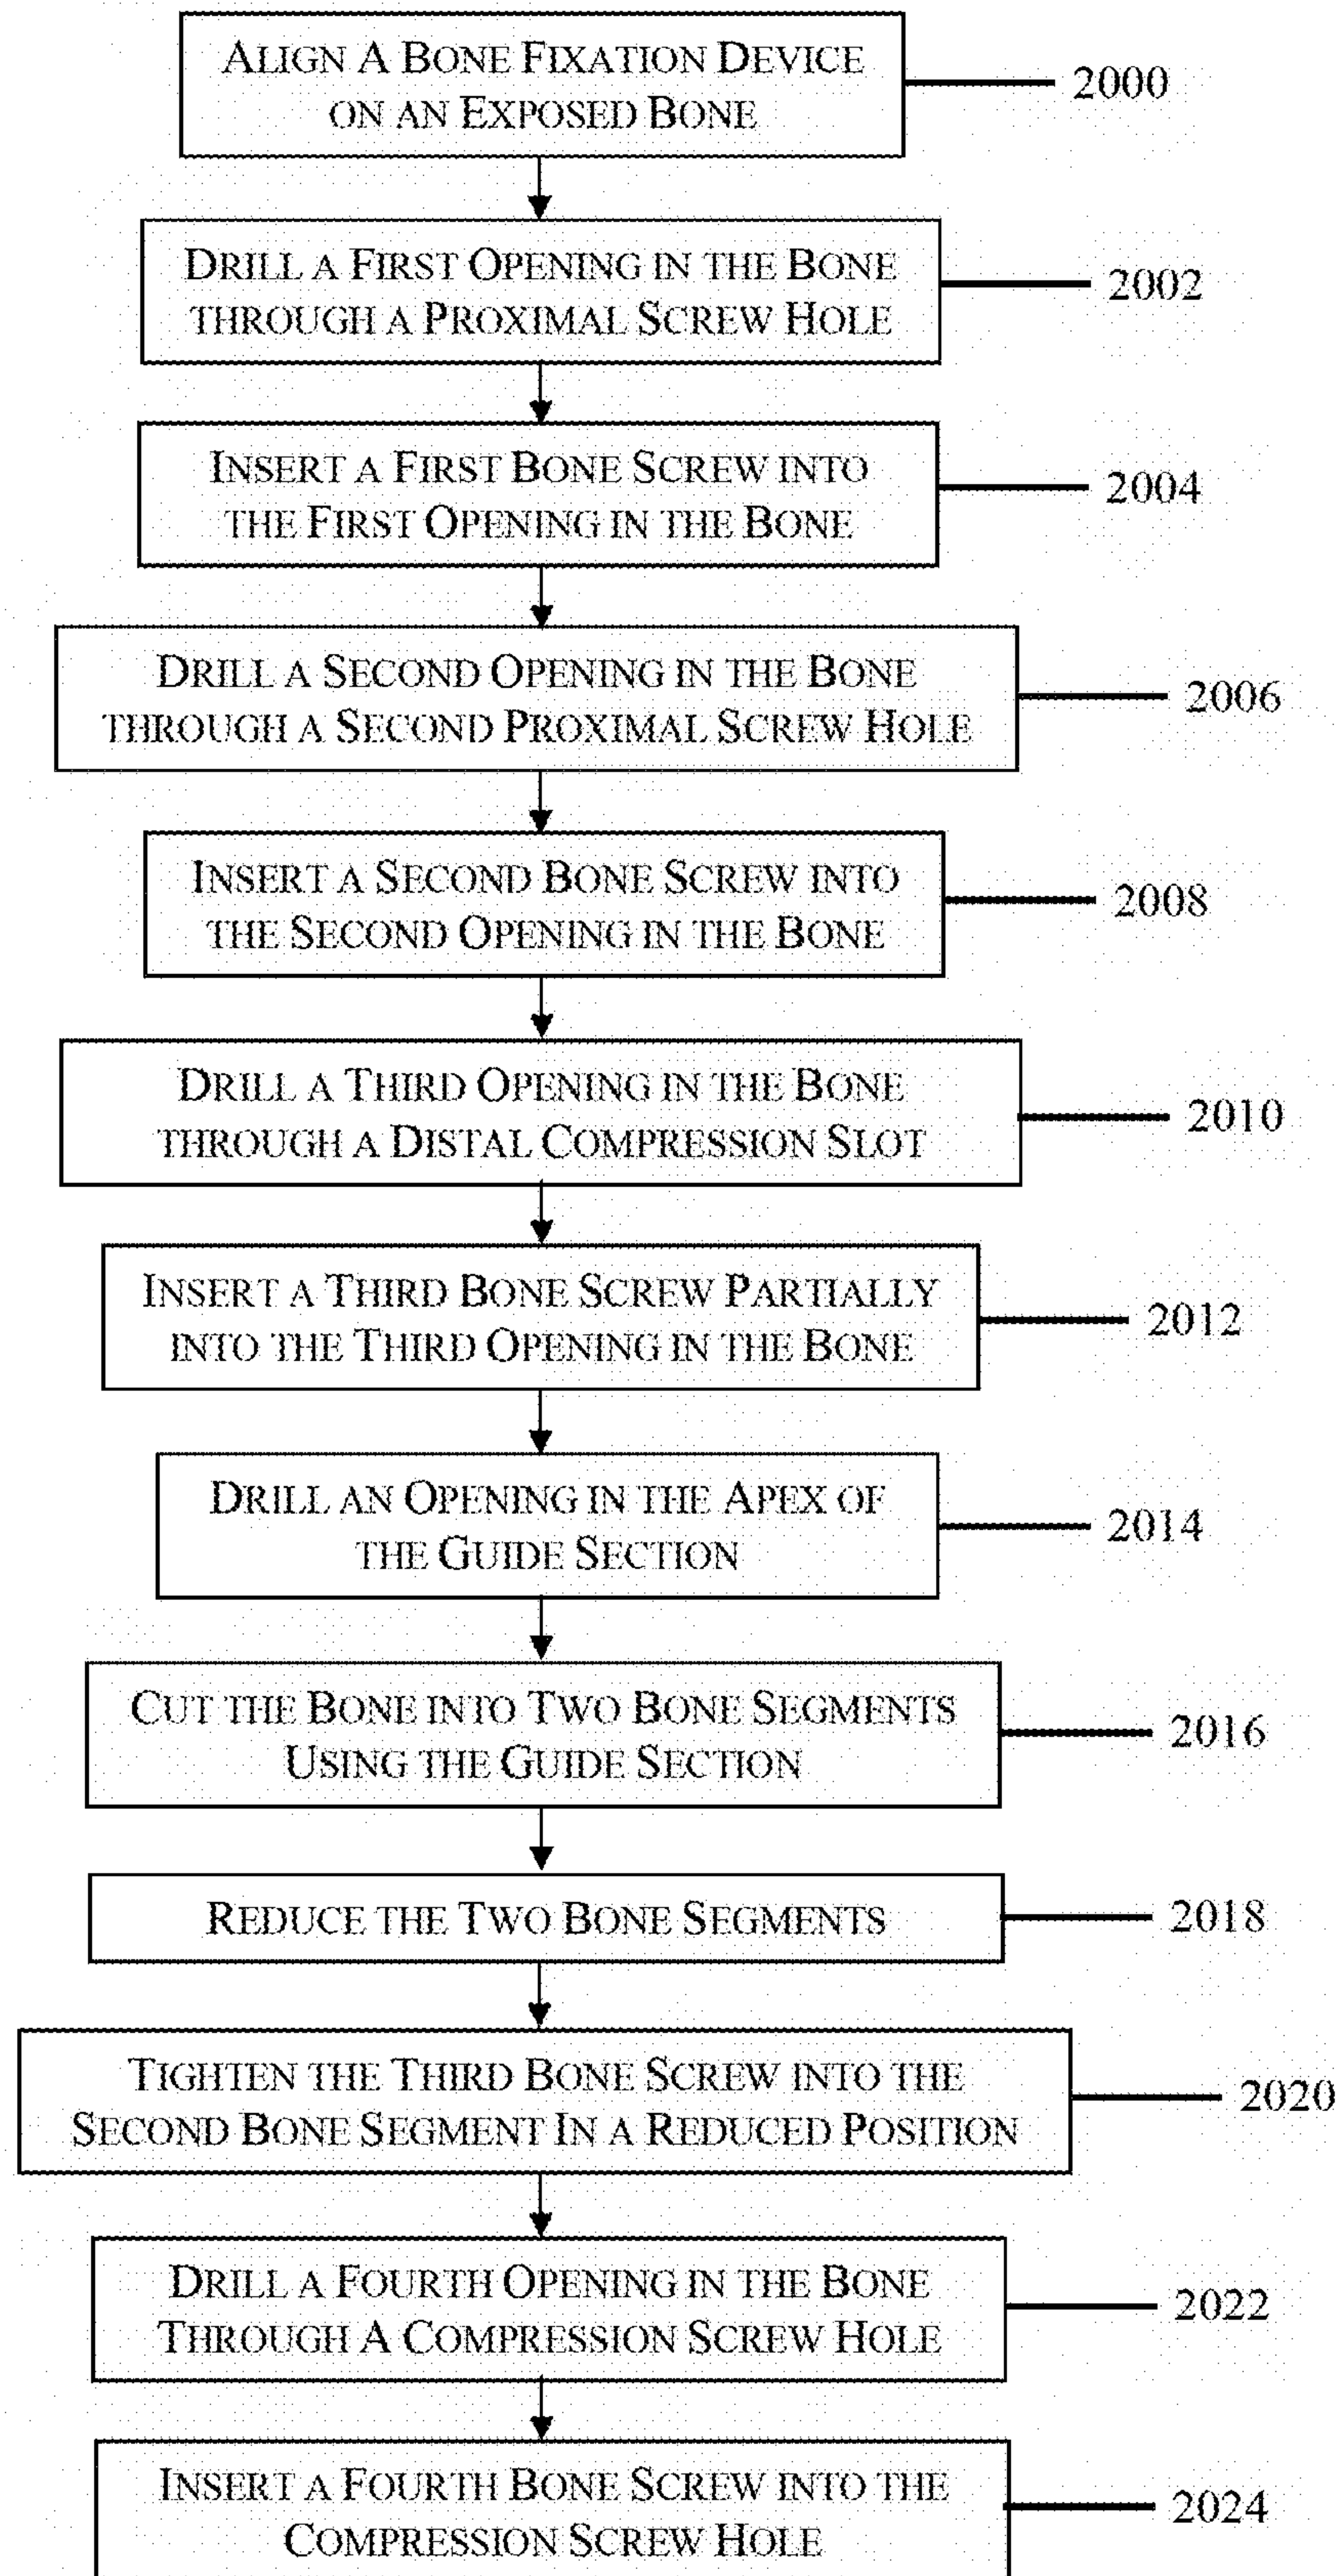 ALIGN A BONE FIXATION DEVICE
ON AN EXPOSED BONE
2000
DRILL A FIRST OPENING IN THE BONE
THROUGH A PROXIMAL SCREW HOLE
2002
INSERT A FIRST BONE SCREW INTO
THE FIRST OPENING IN THE BONE
2004
DRILL A SECOND OPENING IN THE BONE
THROUGH A SECOND PROXIMAL SCREW HOLE
2006
INSERT A SECOND BONE SCREW INTO
THE SECOND OPENING IN THE BONE
2008
DRILL A THIRD OPENING IN THE BONE
THROUGH A DISTAL COMPRESSION SLOT
2010
INSERT A THIRD BONE SCREW PARTIALLY
INTO THE THIRD OPENING IN THE BONE
2012
DRILL AN OPENING IN THE APEX OF
THE GUIDE SECTION
2014
CUT THE BONE INTO TWO BONE SEGMENTS
USING THE GUIDE SECTION
2016
REDUCE THE TWO BONE SEGMENTS
2018
TIGHTEN THE THIRD BONE SCREW INTO THE
SECOND BONE SEGMENT IN A REDUCED POSITION
2020
DRILL A FOURTH OPENING IN THE BONE
THROUGH A COMPRESSION SCREW HOLE
2022
INSERT A FOURTH BONE SCREW INTO THE
COMPRESSION SCREW HOLE
2024